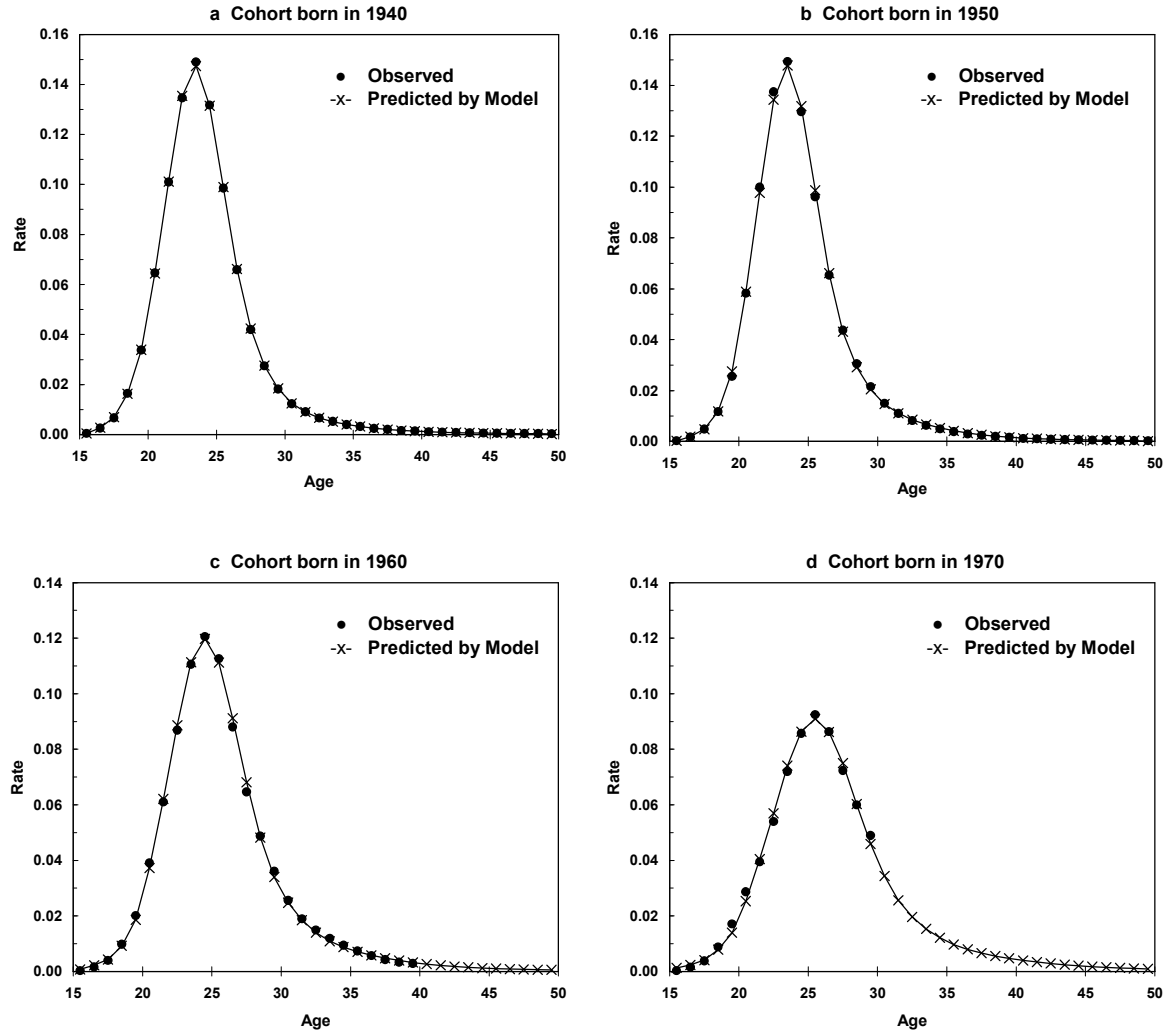 a Cohort born in 1940
0.16
0.14
0.12
0.10
0.08
0.06
0.04
0.02
0.00
Rate
● Observed
-x- Predicted by Model
15 20 25 30 35 40 45 50
Age
b Cohort born in 1950
0.16
0.14
0.12
0.10
0.08
0.06
0.04
0.02
0.00
Rate
● Observed
-x- Predicted by Model
15 20 25 30 35 40 45 50
Age
c Cohort born in 1960
0.14
0.12
0.10
0.08
0.06
0.04
0.02
0.00
Rate
● Observed
-x- Predicted by Model
15 20 25 30 35 40 45 50
Age
d Cohort born in 1970
0.14
0.12
0.10
0.08
0.06
0.04
0.02
0.00
Rate
● Observed
-x- Predicted by Model
15 20 25 30 35 40 45 50
Age